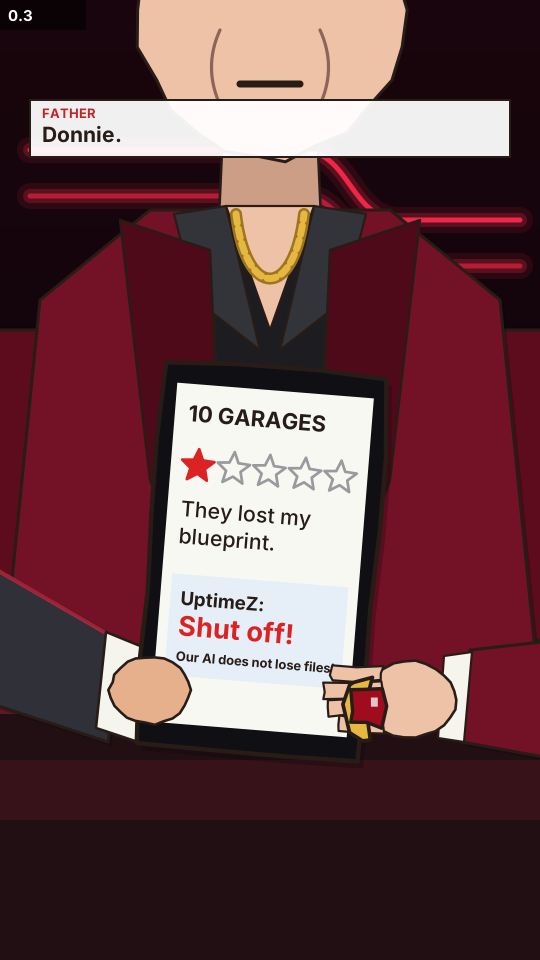 0.3
FATHER
Donnie.
10 GARAGES
They lost my
blueprint.
UptimeZ:
Shut off!
Our AI does not lose files